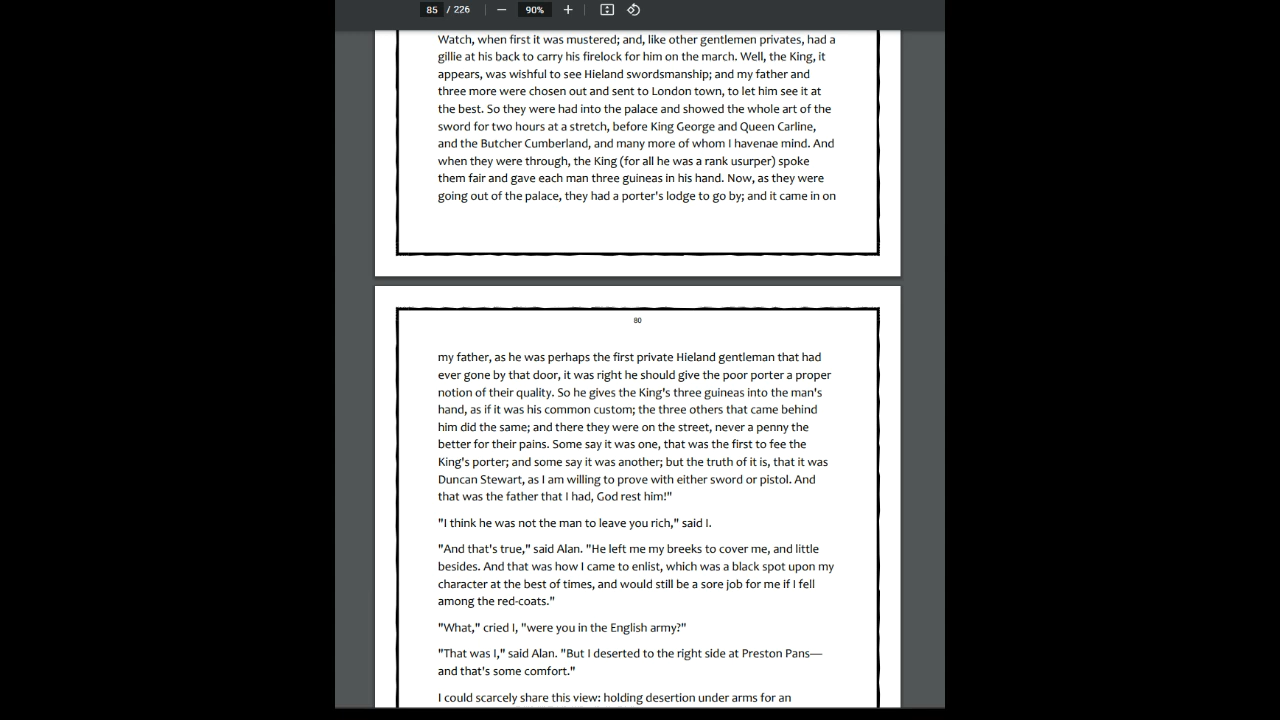 85 / 226
90%
Watch, when first it was mustered; and, like other gentlemen privates, had a
gillie at his back to carry his firelock for him on the march. Well, the King, it
appears, was wishful to see Hieland swordsmanship; and my father and
three more were chosen out and sent to London town, to let him see it at
the best. So they were had into the palace and showed the whole art of the
sword for two hours at a stretch, before King George and Queen Carline,
and the Butcher Cumberland, and many more of whom I havenae mind. And
when they were through, the King (for all he was a rank usurper) spoke
them fair and gave each man three guineas in his hand. Now, as they were
going out of the palace, they had a porter's lodge to go by; and it came in on
80
my father, as he was perhaps the first private Hieland gentleman that had
ever gone by that door, it was right he should give the poor porter a proper
notion of their quality. So he gives the King's three guineas into the man's
hand, as if it was his common custom; the three others that came behind
him did the same; and there they were on the street, never a penny the
better for their pains. Some say it was one, that was the first to fee the
King's porter; and some say it was another; but the truth of it is, that it was
Duncan Stewart, as I am willing to prove with either sword or pistol. And
that was the father that I had, God rest him!"
"I think he was not the man to leave you rich," said I.
"And that's true," said Alan. "He left me my breeks to cover me, and little
besides. And that was how I came to enlist, which was a black spot upon my
character at the best of times, and would still be a sore job for me if I fell
among the red-coats."
"What," cried I, "were you in the English army?"
"That was I," said Alan. "But I deserted to the right side at Preston Pans—
and that's some comfort."
I could scarcely share this view: holding desertion under arms for an